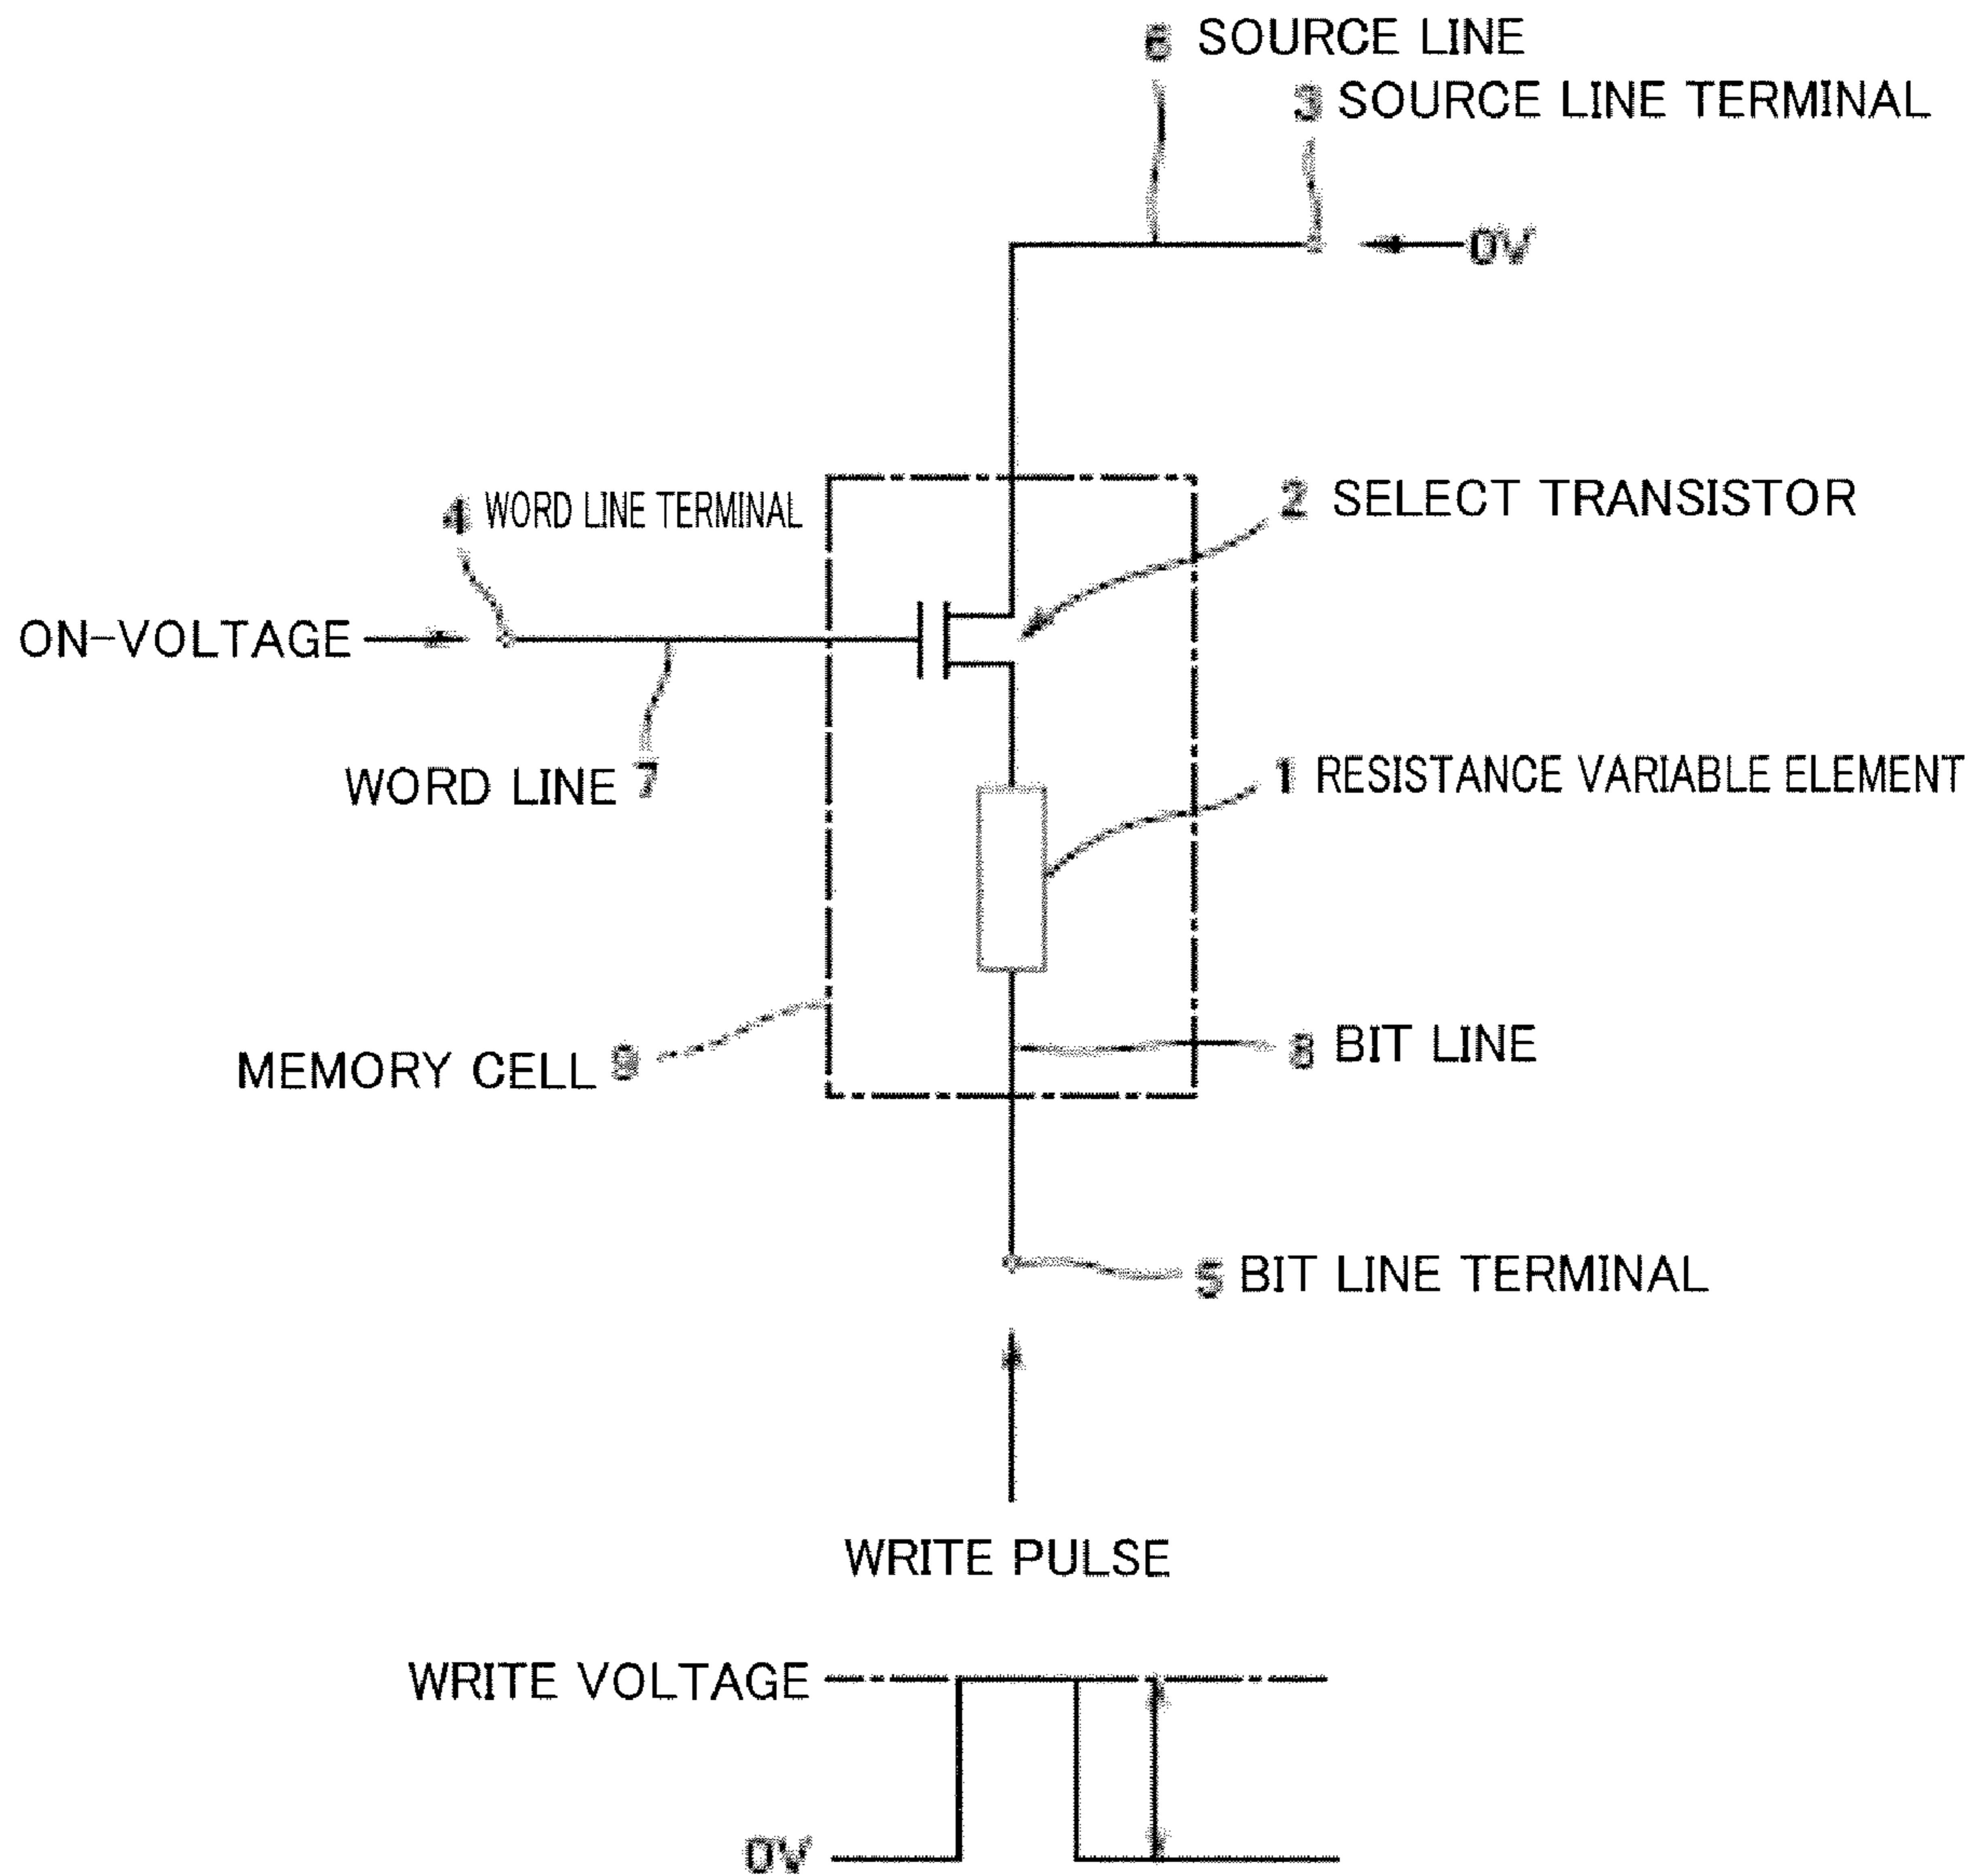 6 SOURCE LINE
3 SOURCE LINE TERMINAL
0V
4 WORD LINE TERMINAL
2 SELECT TRANSISTOR
ON-VOLTAGE
WORD LINE 7
1 RESISTANCE VARIABLE ELEMENT
8 BIT LINE
MEMORY CELL 9
5 BIT LINE TERMINAL
WRITE PULSE
WRITE VOLTAGE
0V